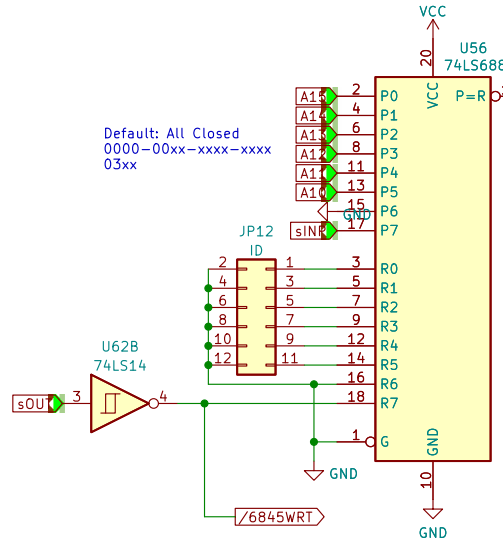 VCC
U56
74LS688
20
VCC
A15 2 P0 P=R
A14 4 P1
A13 6 P2
A12 8 P3
A11 11 P4
A10 13 P5
GND 15 P6
sINP 17 P7
Default: All Closed
0000-00xx-xxxx-xxxx
03xx
JP12
ID
2 1 3 R0
4 3 5 R1
6 5 7 R2
8 7 9 R3
10 9 12 R4
12 11 14 R5
16 R6
U62B
74LS14
sOUT 3 4 18 R7
1 G
GND
GND
10
GND
/6845WRT